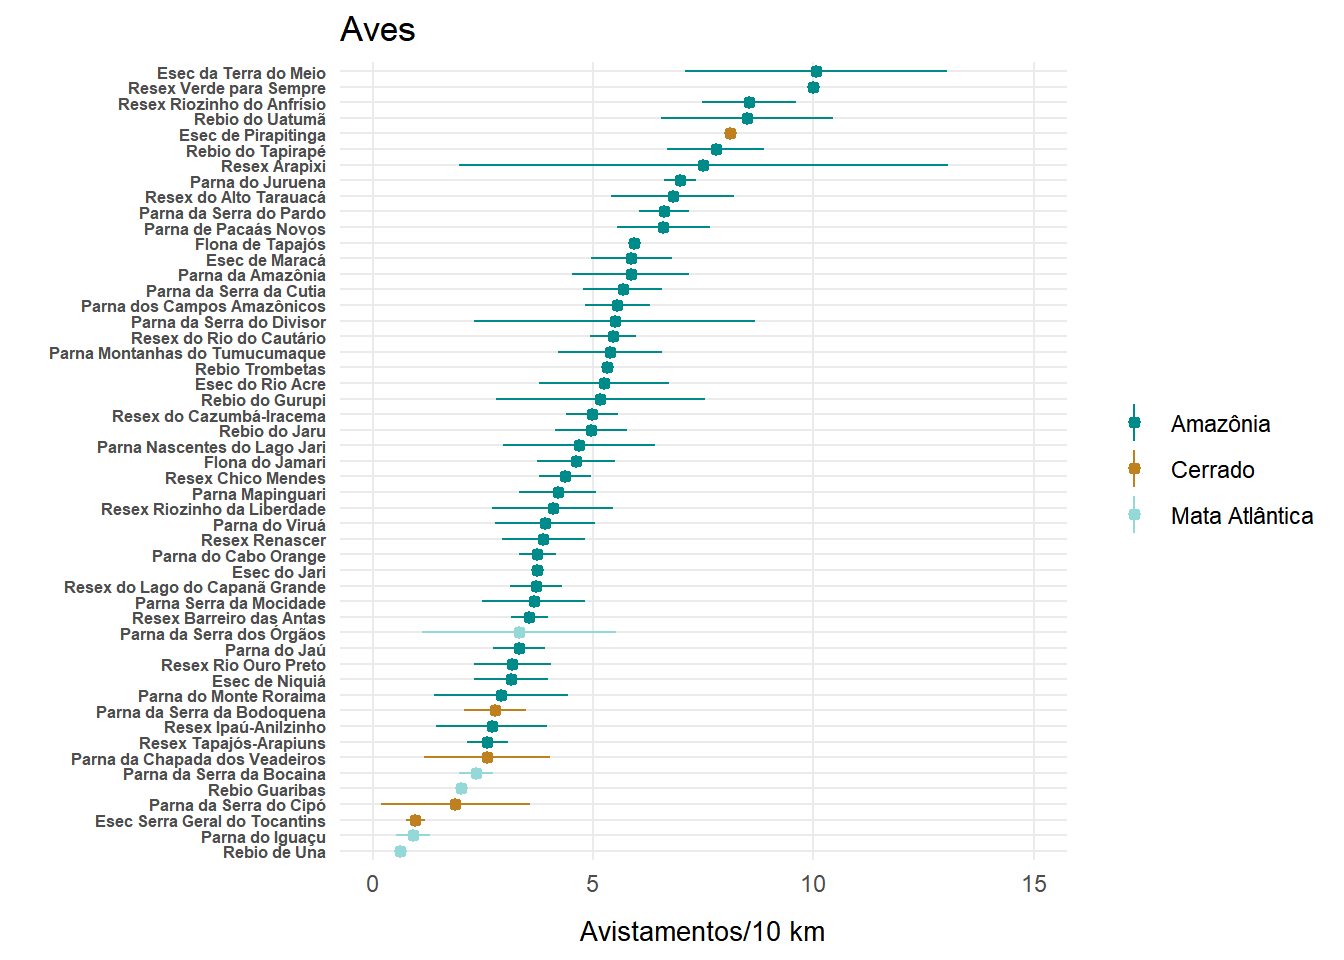 Aves
Esec da Terra do Meio
Resex Verde para Sempre
Resex Riozinho do Anfrísio
Rebio do Uatumã
Esec de Pirapitinga
Rebio do Tapirapé
Resex Arapixi
Parna do Juruena
Resex do Alto Tarauacá
Parna da Serra do Pardo
Parna de Pacaás Novos
Flona de Tapajós
Esec de Maracá
Parna da Amazônia
Parna da Serra da Cutia
Parna dos Campos Amazônicos
Parna da Serra do Divisor
Resex do Rio do Cautário
Parna Montanhas do Tumucumaque
Rebio Trombetas
Esec do Rio Acre
Rebio do Gurupi
Resex do Cazumbá-Iracema
Rebio do Jaru
Parna Nascentes do Lago Jari
Flona do Jamari
Resex Chico Mendes
Parna Mapinguari
Resex Riozinho da Liberdade
Parna do Viruá
Resex Renascer
Parna do Cabo Orange
Esec do Jari
Resex do Lago do Capanã Grande
Parna Serra da Mocidade
Resex Barreiro das Antas
Parna da Serra dos Órgãos
Parna do Jaú
Resex Rio Ouro Preto
Esec de Niquiá
Parna do Monte Roraima
Parna da Serra da Bodoquena
Resex Ipaú-Anilzinho
Resex Tapajós-Arapiuns
Parna da Chapada dos Veadeiros
Parna da Serra da Bocaina
Rebio Guaribas
Parna da Serra do Cipó
Esec Serra Geral do Tocantins
Parna do Iguaçu
Rebio de Una
0 5 10 15
Avistamentos/10 km
Amazônia
Cerrado
Mata Atlântica